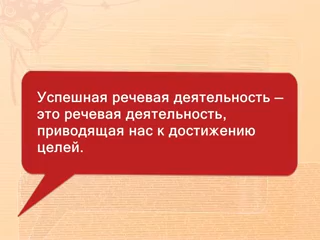 Успешная речевая деятельность –
это речевая деятельность,
приводящая нас к достижению
целей.